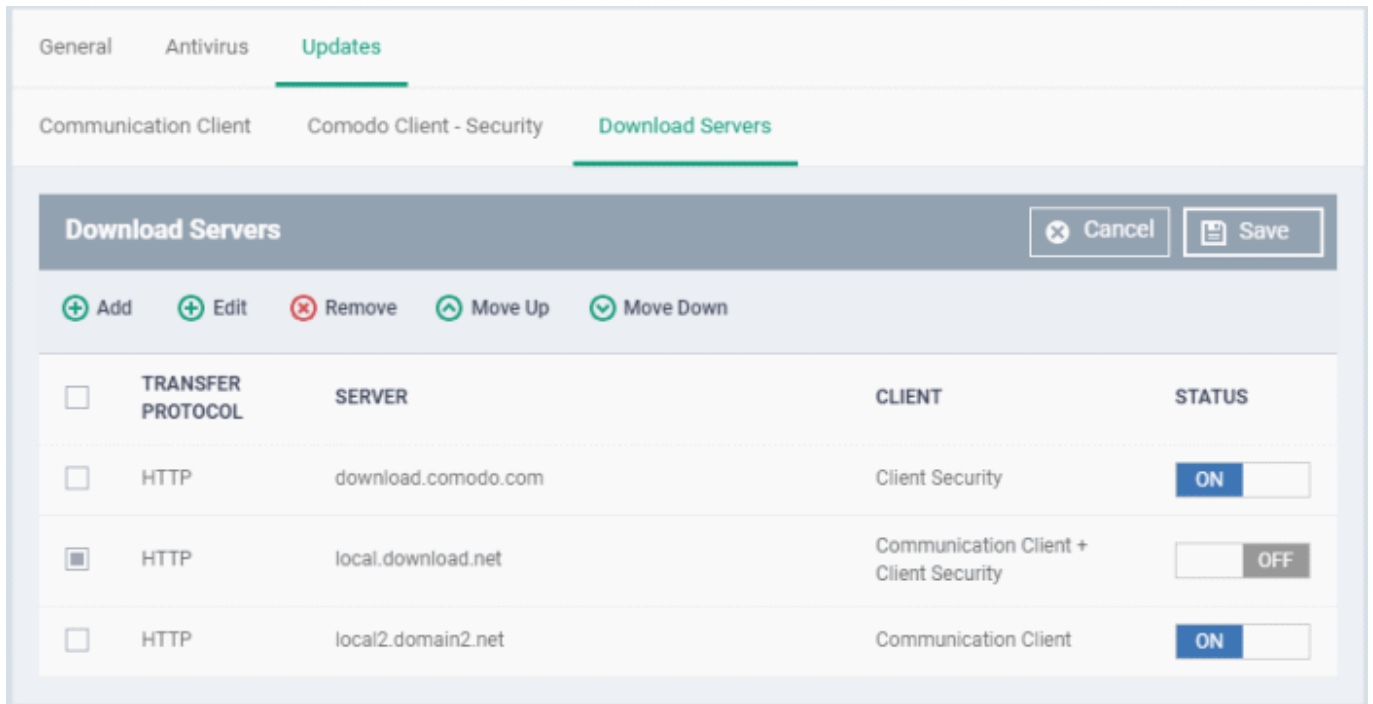 General Antivirus Updates
Communication Client Comodo Client - Security Download Servers
Download Servers Cancel Save
Add Edit Remove Move Up Move Down
TRANSFER
PROTOCOL SERVER CLIENT STATUS
HTTP download.comodo.com Client Security ON
HTTP local.download.net Communication Client +
Client Security OFF
HTTP local2.domain2.net Communication Client ON